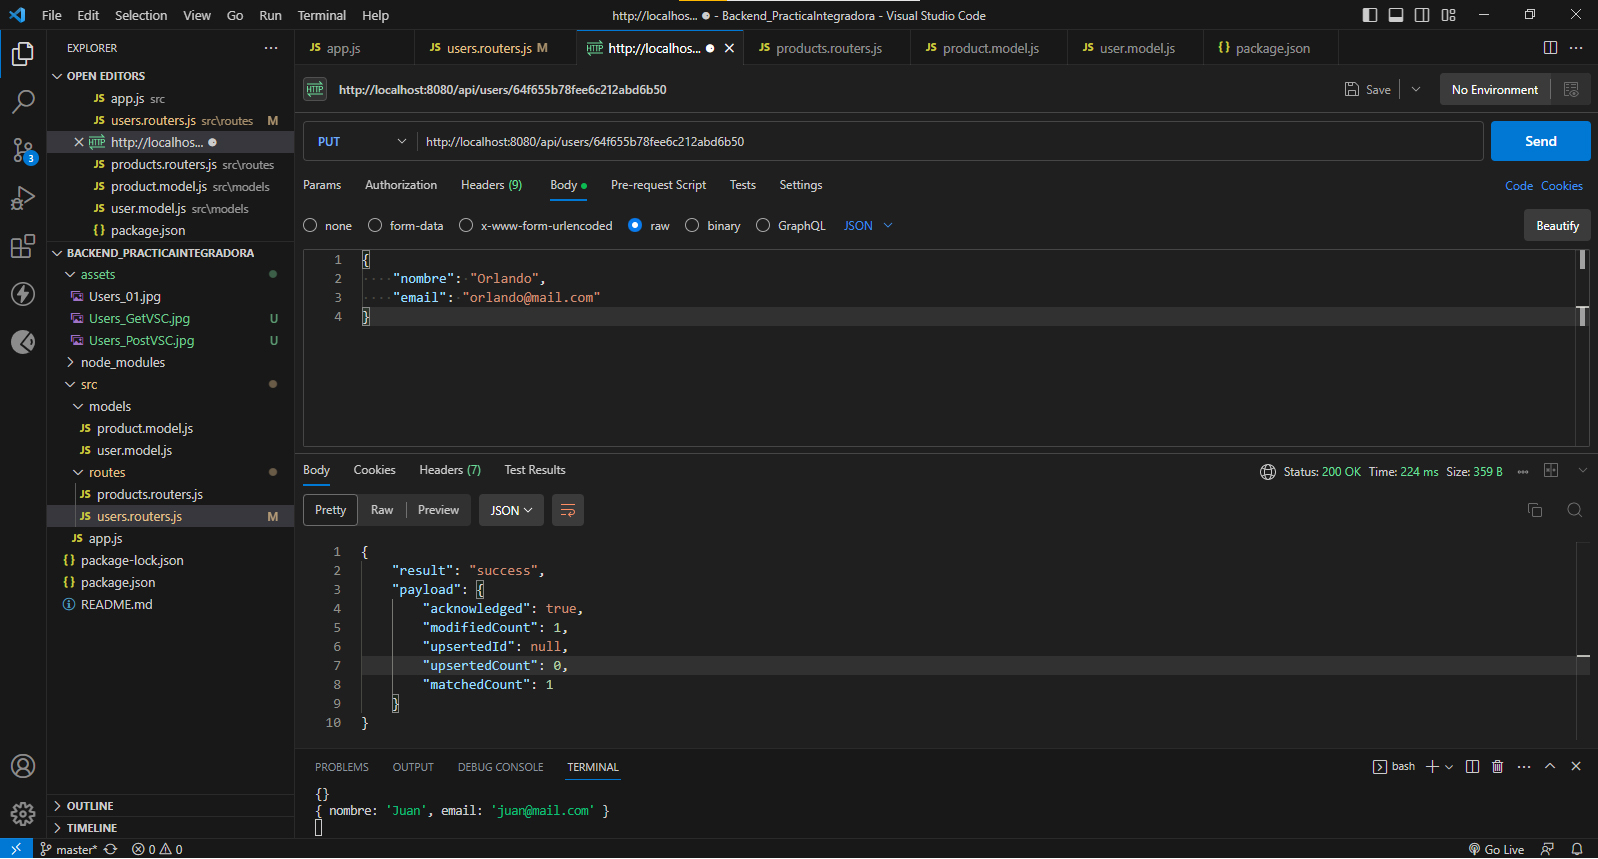 File Edit Selection View Go Run Terminal Help
http://localhos... - Backend_PracticaIntegradora - Visual Studio Code
EXPLORER
OPEN EDITORS
JS app.js src
JS users.routers.js src\routes M
HTTP http://localhos...
JS products.routers.js src\routes
JS product.model.js src\models
JS user.model.js src\models
{} package.json
BACKEND_PRACTICAINTEGRADORA
assets
Users_01.jpg
Users_GetVSC.jpg U
Users_PostVSC.jpg U
node_modules
src
models
JS product.model.js
JS user.model.js
routes
JS products.routers.js
JS users.routers.js M
JS app.js
{} package-lock.json
{} package.json
README.md
OUTLINE
TIMELINE
3
JS app.js JS users.routers.js M HTTP http://localhos... JS products.routers.js JS product.model.js JS user.model.js {} package.json
HTTP http://localhost:8080/api/users/64f655b78fee6c212abd6b50 Save No Environment
PUT http://localhost:8080/api/users/64f655b78fee6c212abd6b50 Send
Params Authorization Headers (9) Body Pre-request Script Tests Settings Code Cookies
none form-data x-www-form-urlencoded raw binary GraphQL JSON Beautify
1 {
2 "nombre": "Orlando",
3 "email": "orlando@mail.com"
4 }
Body Cookies Headers (7) Test Results Status: 200 OK Time: 224 ms Size: 359 B
Pretty Raw Preview JSON
1 {
2 "result": "success",
3 "payload": {
4 "acknowledged": true,
5 "modifiedCount": 1,
6 "upsertedId": null,
7 "upsertedCount": 0,
8 "matchedCount": 1
9 }
10 }
PROBLEMS OUTPUT DEBUG CONSOLE TERMINAL bash
{}
{ nombre: 'Juan', email: 'juan@mail.com' }
master* 0 0 Go Live